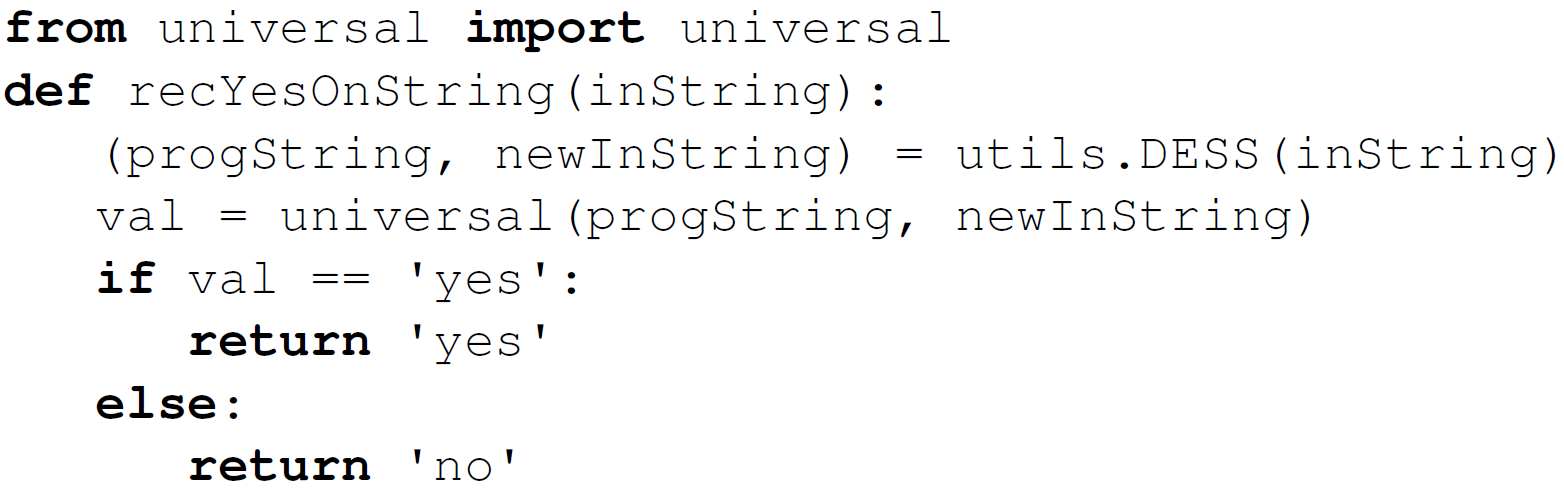 from universal import universal
def recYesOnString(inString):
   (progString, newInString) = utils.DESS(inString)
   val = universal(progString, newInString)
   if val == 'yes':
      return 'yes'
   else:
      return 'no'